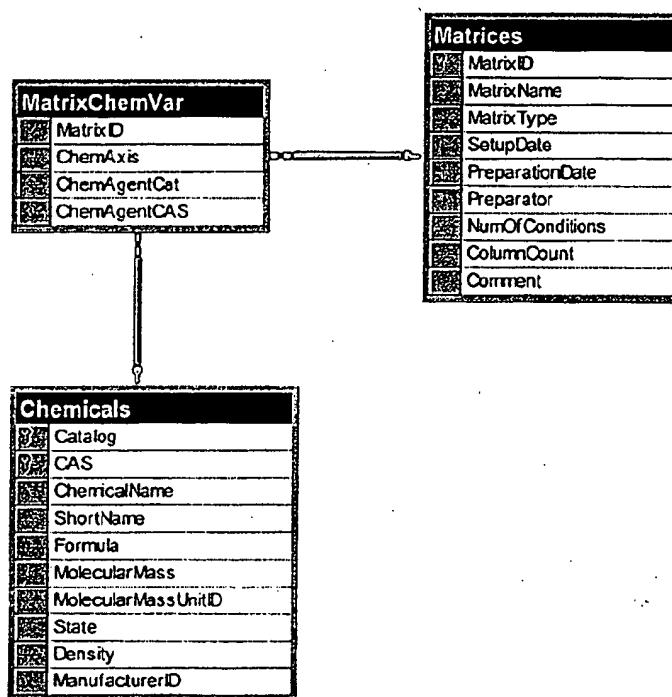 Matrices
MatrixID
MatrixName
MatrixType
SetupDate
PreparationDate
Preparator
NumOfConditions
ColumnCount
Comment
MatrixChemVar
MatrixID
ChemAxis
ChemAgentCat
ChemAgentCAS
Chemicals
Catalog
CAS
ChemicalName
ShortName
Formula
MolecularMass
MolecularMassUnitID
State
Density
ManufacturerID